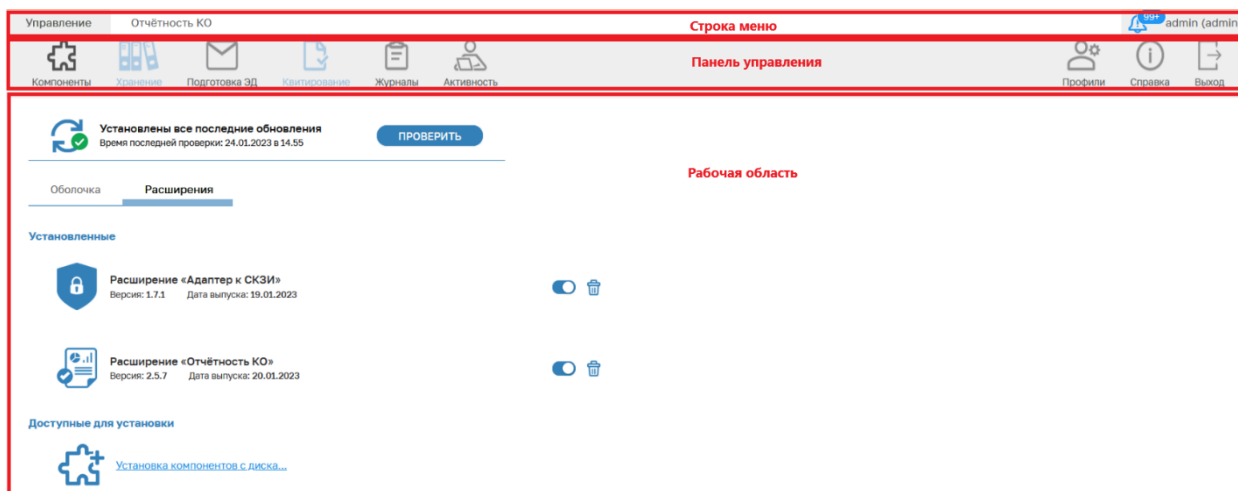 Управление Отчётность КО Строка меню 99+ admin (admin
Панель управления
Компоненты Хранение Подготовка ЭД Квитирование Журналы Активность Профили Справка Выход
Установлены все последние обновления
Время последней проверки: 24.01.2023 в 14.55
ПРОВЕРИТЬ
Рабочая область
Оболочка Расширения
Установленные
Расширение «Адаптер к СКЗИ»
Версия: 1.7.1 Дата выпуска: 19.01.2023
Расширение «Отчётность КО»
Версия: 2.5.7 Дата выпуска: 20.01.2023
Доступные для установки
Установка компонентов с диска...